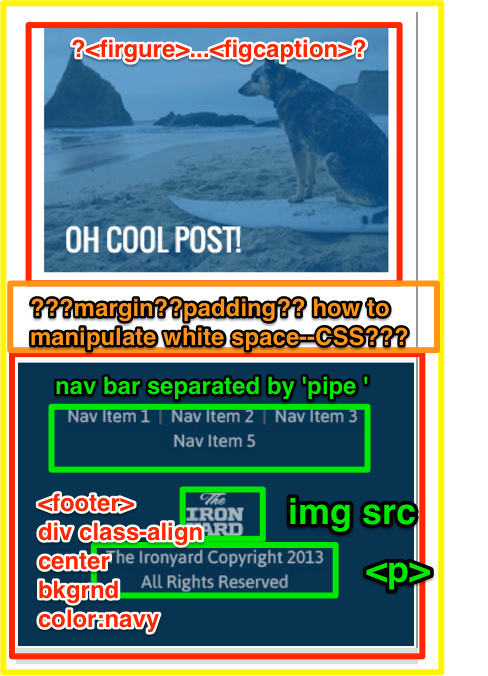 ?<firgure>...<figcaption>?
OH COOL POST!
???margin??padding?? how to
manipulate white space--CSS???
nav bar separated by 'pipe '
Nav Item 1 | Nav Item 2 | Nav Item 3
Nav Item 5
The
IRON
YARD
img src
<footer>
div class-align
center
bkgrnd
color:navy
The Ironyard Copyright 2013
All Rights Reserved
<p>